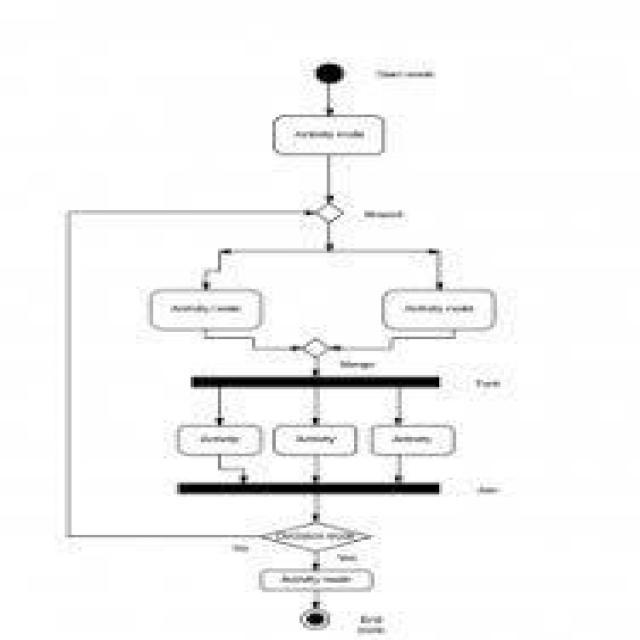 Start node
Activity node
Activity node
Activity node
Merge
Fork
Activity
Activity
Activity
Join
Decision node
No
Yes
Activity node
End
node